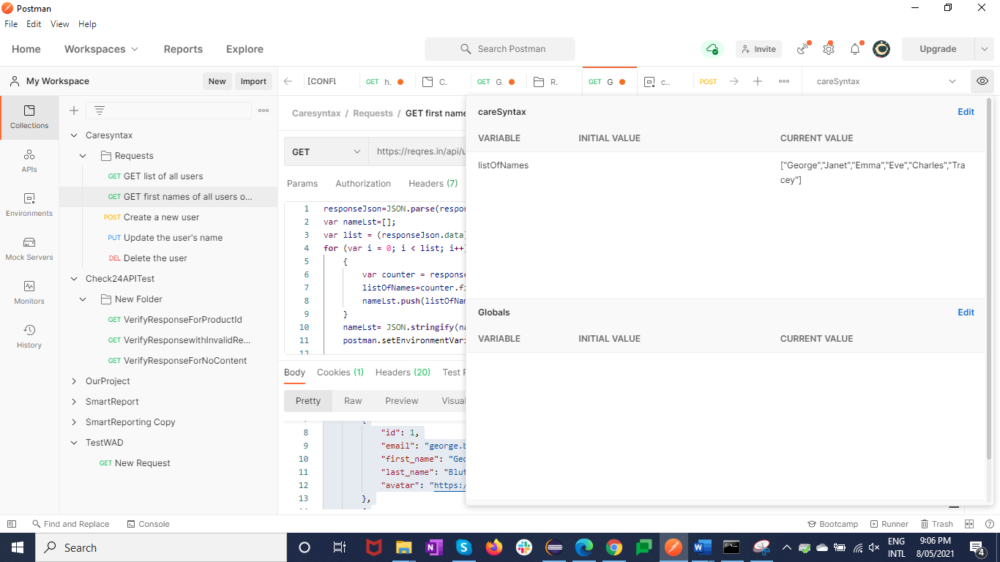 Postman
File Edit View Help
Home Workspaces Reports Explore Search Postman Invite Upgrade
My Workspace New Import [CONFL GET h. C. GET G. R. GET G c.. POST careSyntax
Collections
APIs
Environments
Mock Servers
Monitors
History
Caresyntax
Requests
GET GET list of all users
GET GET first names of all users o...
POST Create a new user
PUT Update the user's name
DEL Delete the user
Check24APITest
New Folder
GET VerifyResponseForProductId
GET VerifyResponsewithInvalidRe...
GET VerifyResponseForNoContent
OurProject
SmartReport
SmartReporting Copy
TestWAD
GET New Request
Caresyntax / Requests / GET first name
GET https://reqres.in/api/u
Params Authorization Headers (7)
1 responseJson=JSON.parse(respon
2 var nameLst=[];
3 var list = (responseJson.data)
4 for (var i = 0; i < list; i++)
5 {
6 var counter = response
7 listOfNames=counter.fi
8 nameLst.push(listOfNam
9 }
10 nameLst= JSON.stringify(na
11 postman.setEnvironmentVari
12
Body Cookies (1) Headers (20) Test R
Pretty Raw Preview Visual
8 "id": 1,
9 "email": "george.b
10 "first_name": "Geo
11 "last_name": "Blut
12 "avatar": "https:/
13 },
careSyntax Edit
VARIABLE INITIAL VALUE CURRENT VALUE
listOfNames ["George","Janet","Emma","Eve","Charles","Tra
cey"]
Globals Edit
VARIABLE INITIAL VALUE CURRENT VALUE
Find and Replace Console Bootcamp Runner Trash
Search ENG 9:06 PM
INTL 8/05/2021 4